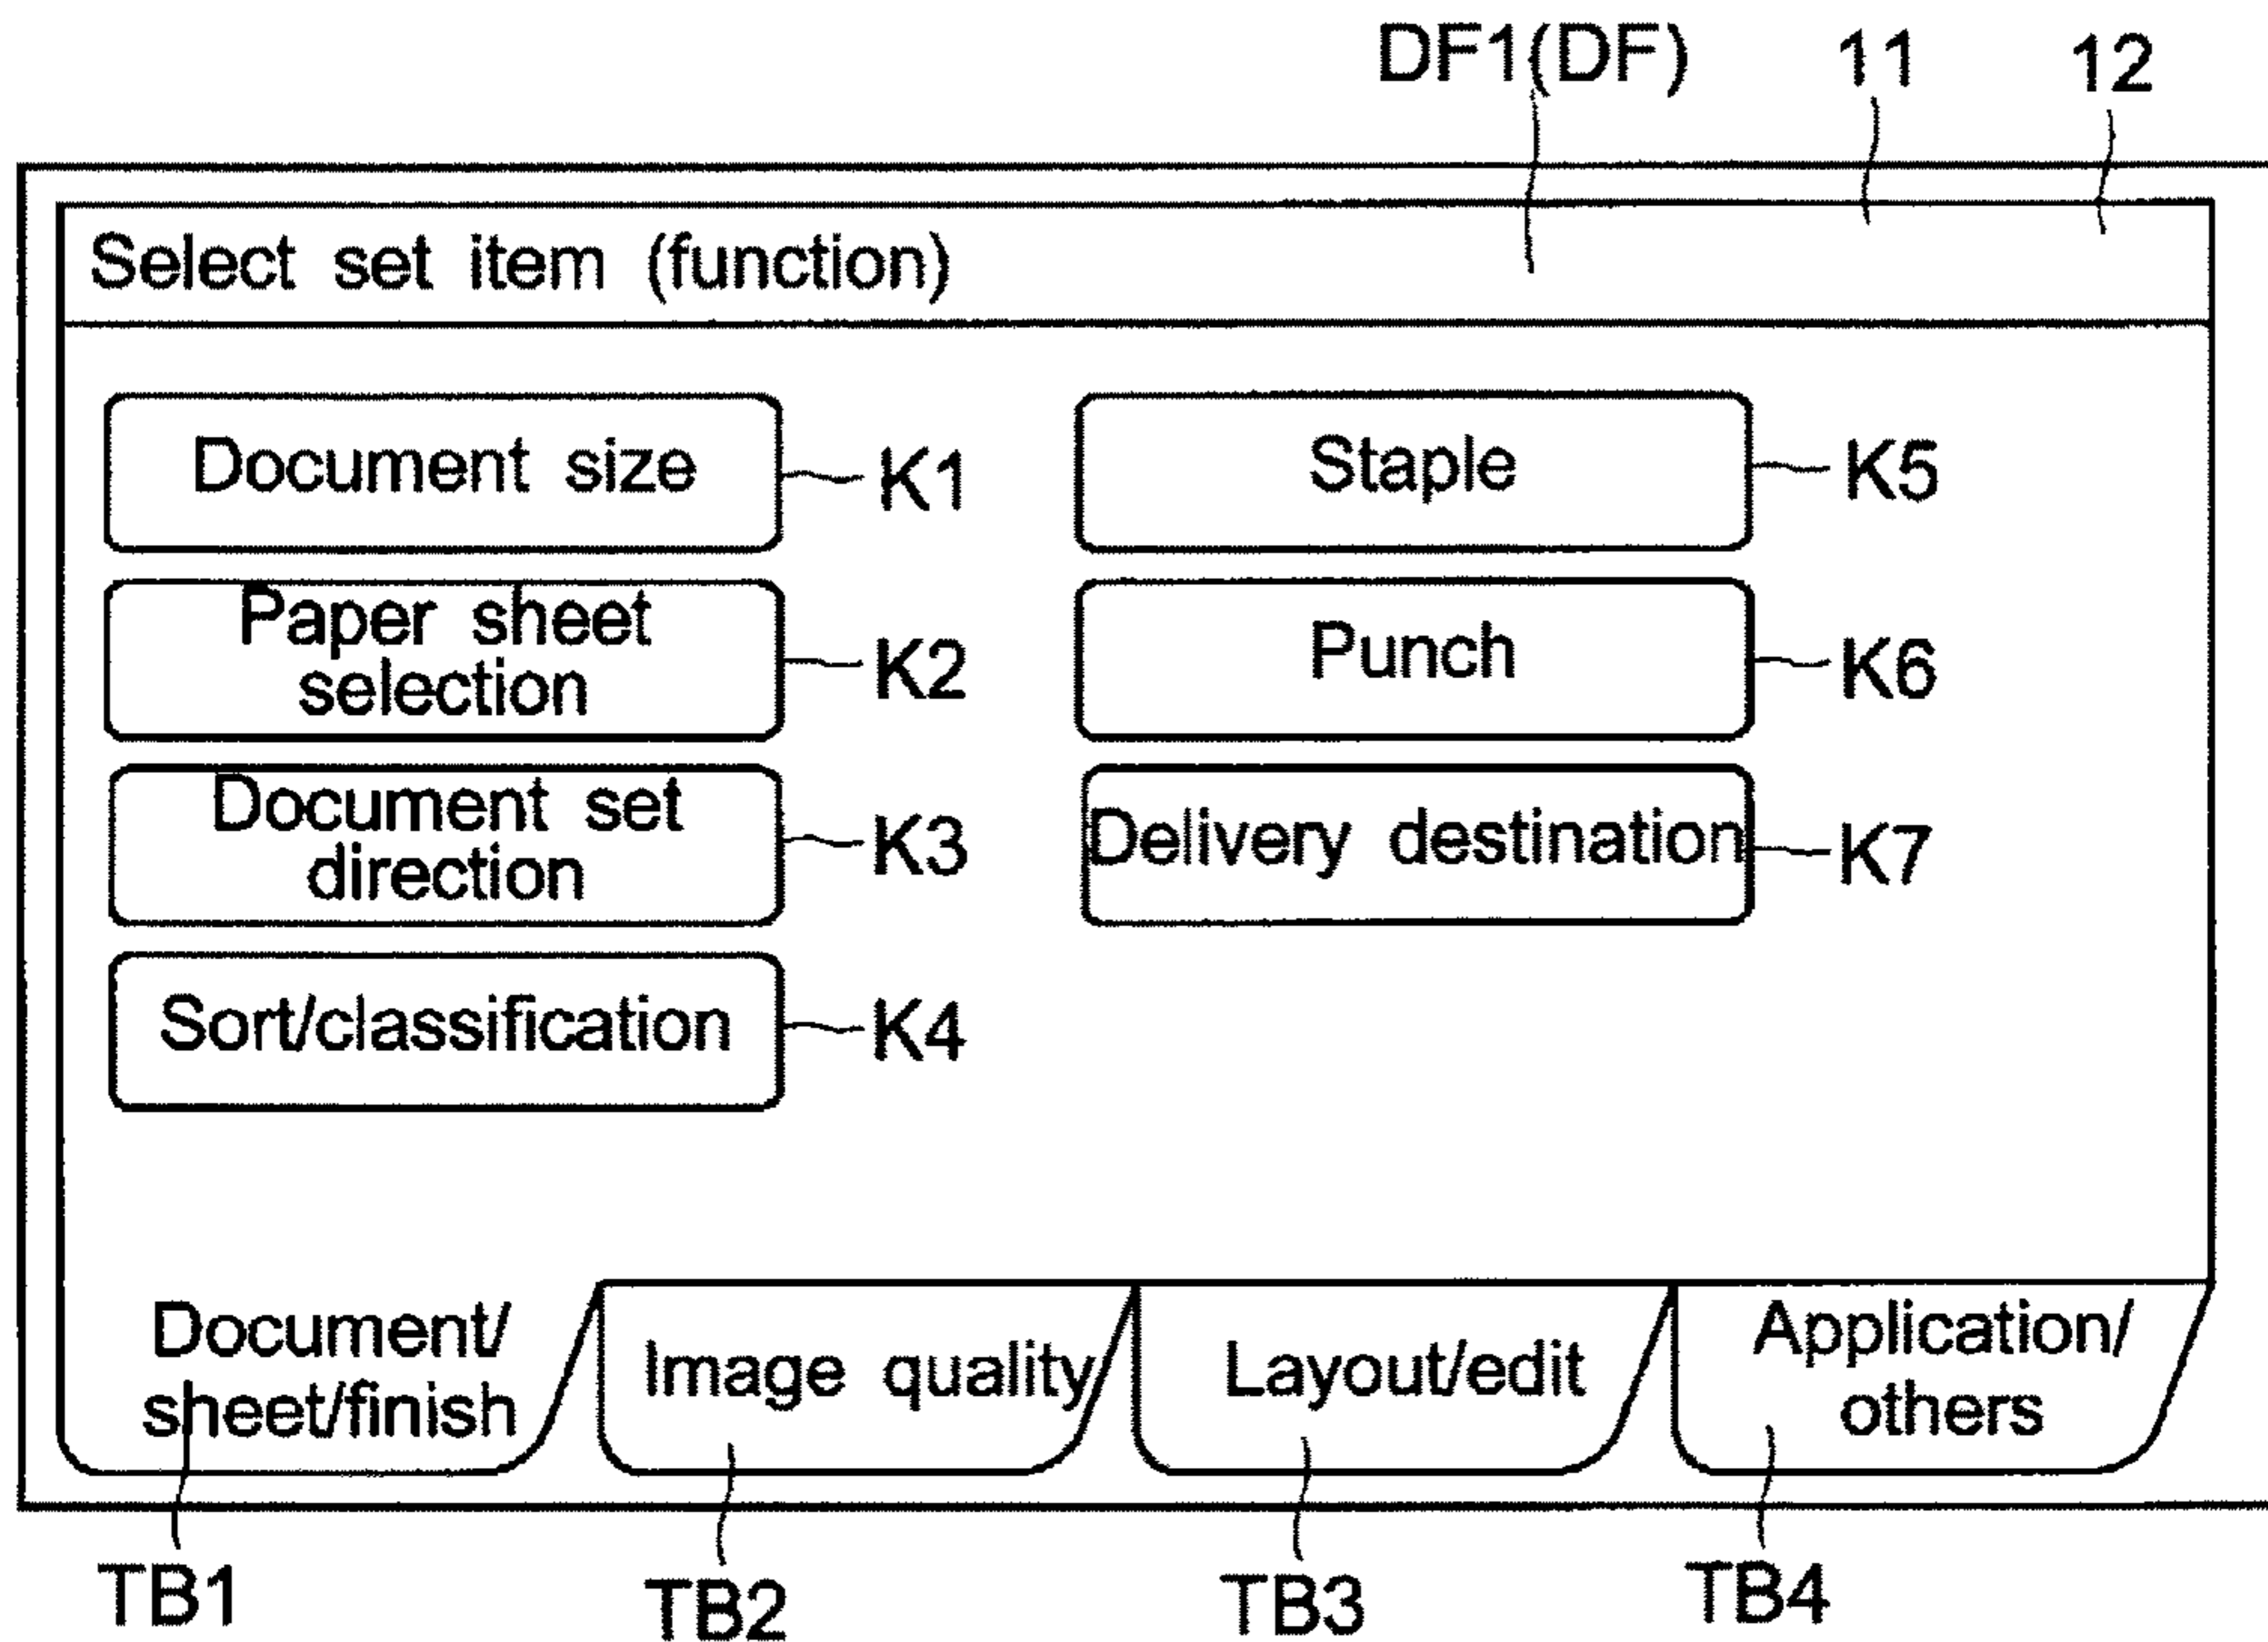 DF1(DF) 11 12
Select set item (function)
Document size K1
Staple K5
Paper sheet
selection K2
Punch K6
Document set
direction K3
Delivery destination K7
Sort/classification K4
Document/
sheet/finish
Image quality
Layout/edit
Application/
others
TB1 TB2 TB3 TB4